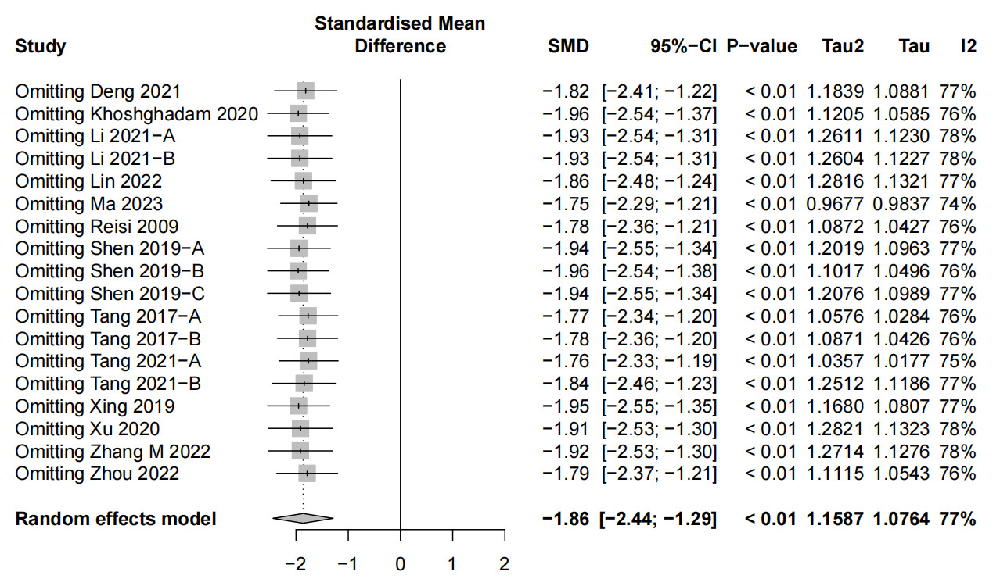 Standardised Mean
Study Difference SMD 95%−CI P−value Tau2 Tau I2
Omitting Deng 2021 −1.82 [−2.41; −1.22] < 0.01 1.1839 1.0881 77%
Omitting Khoshghadam 2020 −1.96 [−2.54; −1.37] < 0.01 1.1205 1.0585 76%
Omitting Li 2021−A −1.93 [−2.54; −1.31] < 0.01 1.2611 1.1230 78%
Omitting Li 2021−B −1.93 [−2.54; −1.31] < 0.01 1.2604 1.1227 78%
Omitting Lin 2022 −1.86 [−2.48; −1.24] < 0.01 1.2816 1.1321 77%
Omitting Ma 2023 −1.75 [−2.29; −1.21] < 0.01 0.9677 0.9837 74%
Omitting Reisi 2009 −1.78 [−2.36; −1.21] < 0.01 1.0872 1.0427 76%
Omitting Shen 2019−A −1.94 [−2.55; −1.34] < 0.01 1.2019 1.0963 77%
Omitting Shen 2019−B −1.96 [−2.54; −1.38] < 0.01 1.1017 1.0496 76%
Omitting Shen 2019−C −1.94 [−2.55; −1.34] < 0.01 1.2076 1.0989 77%
Omitting Tang 2017−A −1.77 [−2.34; −1.20] < 0.01 1.0576 1.0284 76%
Omitting Tang 2017−B −1.78 [−2.36; −1.20] < 0.01 1.0871 1.0426 76%
Omitting Tang 2021−A −1.76 [−2.33; −1.19] < 0.01 1.0357 1.0177 75%
Omitting Tang 2021−B −1.84 [−2.46; −1.23] < 0.01 1.2512 1.1186 77%
Omitting Xing 2019 −1.95 [−2.55; −1.35] < 0.01 1.1680 1.0807 77%
Omitting Xu 2020 −1.91 [−2.53; −1.30] < 0.01 1.2821 1.1323 78%
Omitting Zhang M 2022 −1.92 [−2.53; −1.30] < 0.01 1.2714 1.1276 78%
Omitting Zhou 2022 −1.79 [−2.37; −1.21] < 0.01 1.1115 1.0543 76%
Random effects model −1.86 [−2.44; −1.29] < 0.01 1.1587 1.0764 77%
−2 −1 0 1 2